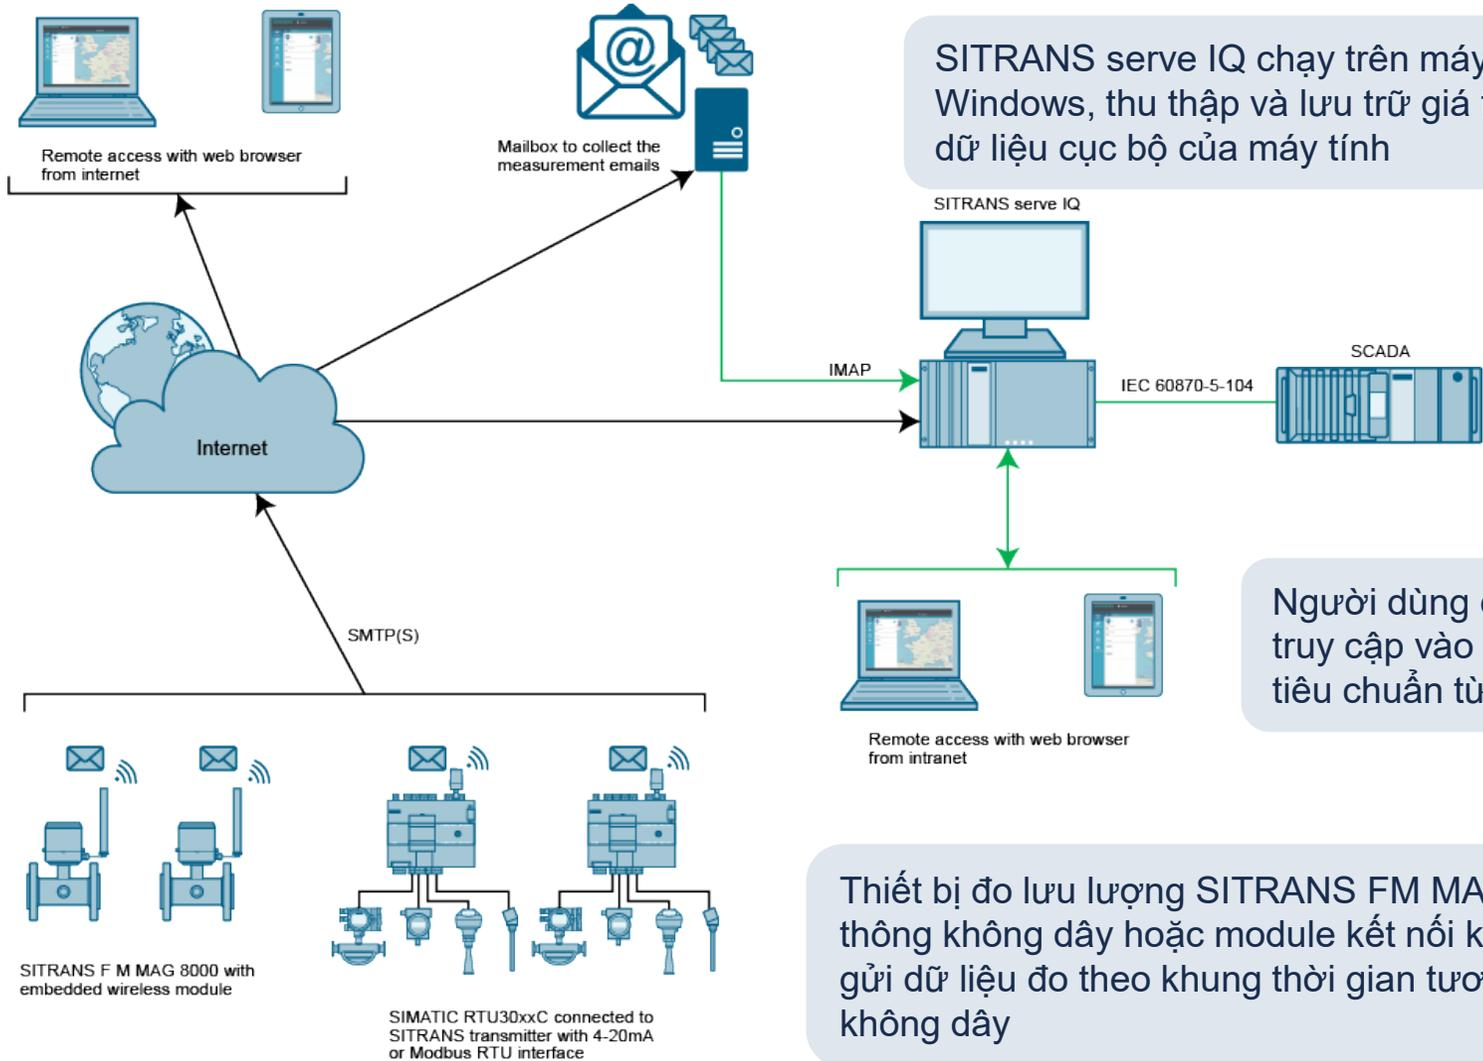 Remote access with web browser
from internet
@
Mailbox to collect the
measurement emails
SITRANS serve IQ chạy trên máy
Windows, thu thập và lưu trữ giá
dữ liệu cục bộ của máy tính
SITRANS serve IQ
IMAP
IEC 60870-5-104
SCADA
Internet
SMTP(S)
Remote access with web browser
from intranet
Người dùng
truy cập vào
tiêu chuẩn từ
SITRANS F M MAG 8000 with
embedded wireless module
SIMATIC RTU30xxC connected to
SITRANS transmitter with 4-20mA
or Modbus RTU interface
Thiết bị đo lưu lượng SITRANS FM
thông không dây hoặc module kết nối
gửi dữ liệu đo theo khung thời gian
không dây